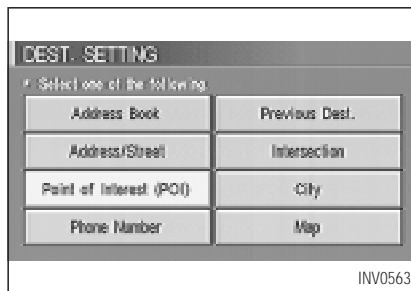 DEST. SETTING
Select one of the following.
Address Book
Previous Dest.
Address/Street
Intersection
Point of Interest (POI)
City
Phone Number
Map
INV0563